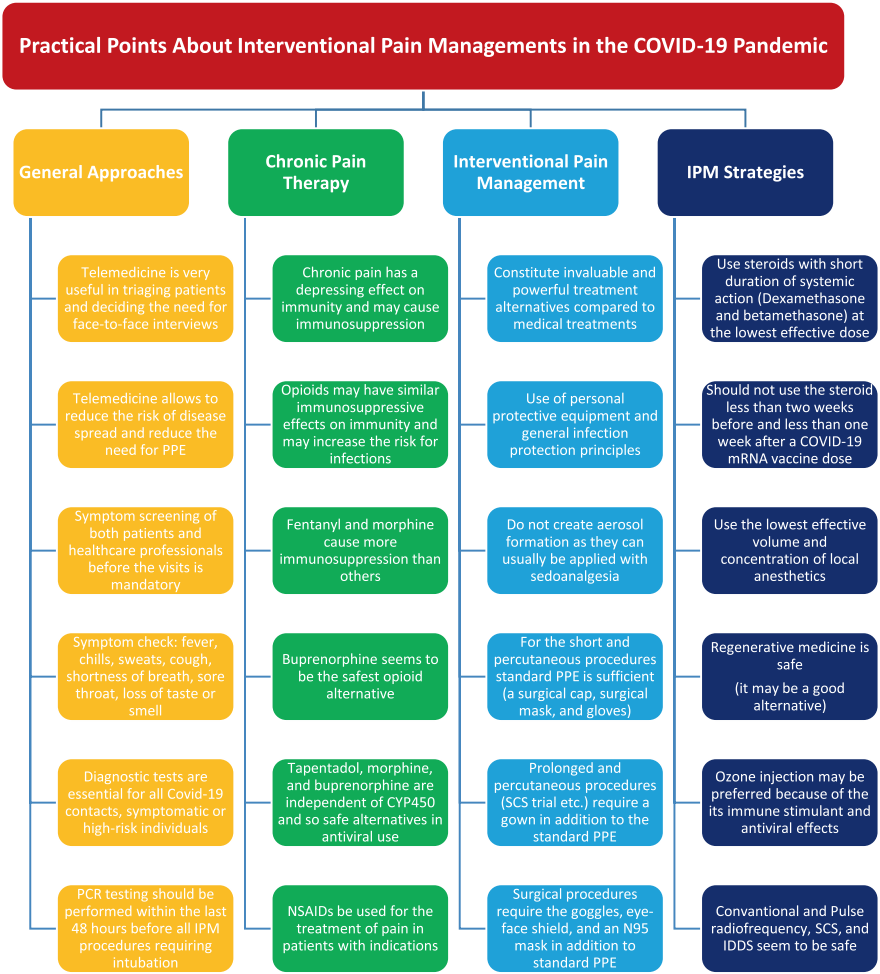 Practical Points About Interventional Pain Managements in the COVID-19 Pandemic
General Approaches
Telemedicine is very
useful in triaging patients
and deciding the need for
face-to-face interviews
Telemedicine allows to
reduce the risk of disease
spread and reduce the
need for PPE
Symptom screening of
both patients and
healthcare professionals
before the visits is
mandatory
Symptom check: fever,
chills, sweats, cough,
shortness of breath, sore
throat, loss of taste or
smell
Diagnostic tests are
essential for all Covid-19
contacts, symptomatic or
high-risk individuals
PCR testing should be
performed within the last
48 hours before all IPM
procedures requiring
intubation
Chronic Pain
Therapy
Chronic pain has a
depressing effect on
immunity and may cause
immunosuppression
Opioids may have similar
immunosuppressive
effects on immunity and
may increase the risk for
infections
Fentanyl and morphine
cause more
immunosuppression than
others
Buprenorphine seems to
be the safest opioid
alternative
Tapentadol, morphine,
and buprenorphine are
independent of CYP450
and so safe alternatives in
antiviral use
NSAIDs be used for the
treatment of pain in
patients with indications
Interventional Pain
Management
Constitute invaluable and
powerful treatment
alternatives compared to
medical treatments
Use of personal
protective equipment and
general infection
protection principles
Do not create aerosol
formation as they can
usually be applied with
sedoanalgesia
For the short and
percutaneous procedures
standard PPE is sufficient
(a surgical cap, surgical
mask, and gloves)
Prolonged and
percutaneous procedures
(SCS trial etc.) require a
gown in addition to the
standard PPE
Surgical procedures
require the goggles, eye-
face shield, and an N95
mask in addition to
standard PPE
IPM Strategies
Use steroids with short
duration of systemic
action (Dexamethasone
and betamethasone) at
the lowest effective dose
Should not use the steroid
less than two weeks
before and less than one
week after a COVID-19
mRNA vaccine dose
Use the lowest effective
volume and
concentration of local
anesthetics
Regenerative medicine is
safe
(it may be a good
alternative)
Ozone injection may be
preferred because of the
its immune stimulant and
antiviral effects
Convantional and Pulse
radiofrequency, SCS, and
IDDS seem to be safe